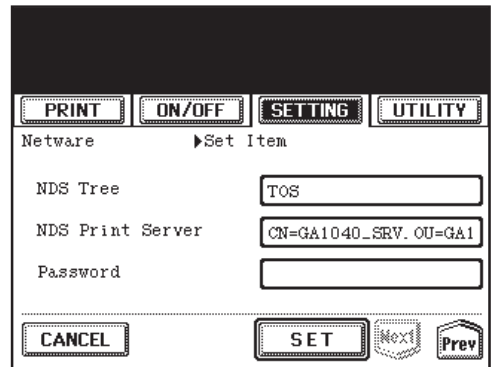 PRINT ON/OFF SETTING UTILITY
Netware ▶Set Item
NDS Tree TOS
NDS Print Server CN=GA1040_SRV.OU=GA1
Password
CANCEL SET Next Prev